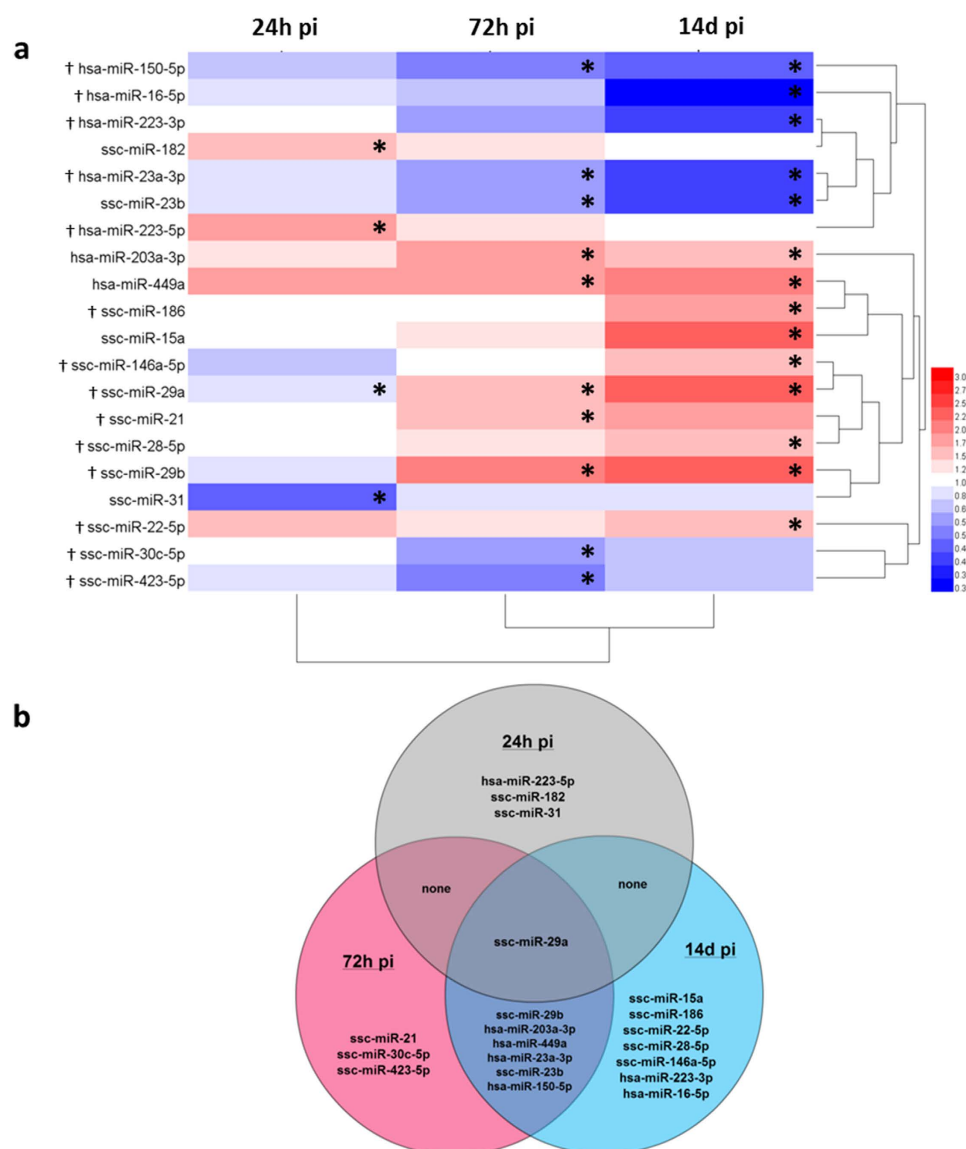 a
24h pi 72h pi 14d pi
† hsa-miR-150-5p * *
† hsa-miR-16-5p *
† hsa-miR-223-3p *
ssc-miR-182 *
† hsa-miR-23a-3p * *
ssc-miR-23b * *
† hsa-miR-223-5p *
hsa-miR-203a-3p * *
hsa-miR-449a * *
† ssc-miR-186 *
ssc-miR-15a *
† ssc-miR-146a-5p *
† ssc-miR-29a * * *
† ssc-miR-21 *
† ssc-miR-28-5p *
† ssc-miR-29b * *
ssc-miR-31 *
† ssc-miR-22-5p *
† ssc-miR-30c-5p *
† ssc-miR-423-5p *
3.0
2.7
2.5
2.0
1.7
1.5
1.2
1.0
0.8
0.6
0.5
0.4
0.3
0.3
b
24h pi
hsa-miR-223-5p
ssc-miR-182
ssc-miR-31
none
none
ssc-miR-29a
72h pi
ssc-miR-21
ssc-miR-30c-5p
ssc-miR-423-5p
ssc-miR-29b
hsa-miR-203a-3p
hsa-miR-449a
hsa-miR-23a-3p
ssc-miR-23b
hsa-miR-150-5p
14d pi
ssc-miR-15a
ssc-miR-186
ssc-miR-22-5p
ssc-miR-28-5p
ssc-miR-146a-5p
hsa-miR-223-3p
hsa-miR-16-5p